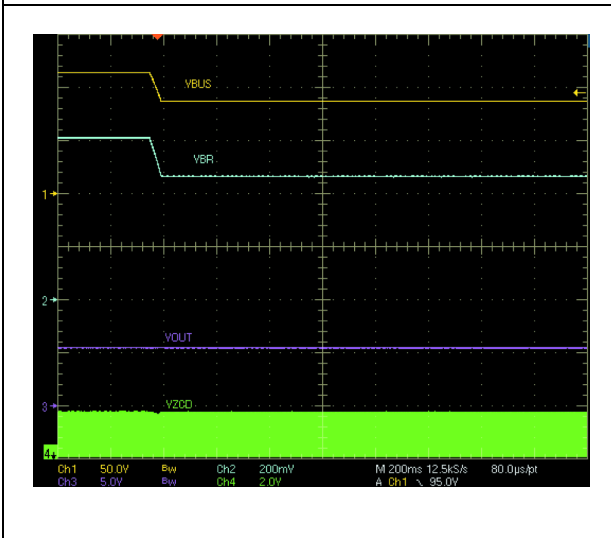 VBUS
VBR
1
2
VOUT
3
VZCD
4
Ch1 50.0V Bw Ch2 200mV M 200ms 12.5kS/s 80.0µs/pt
Ch3 5.0V Bw Ch4 2.0V A Ch1 \ 95.0V